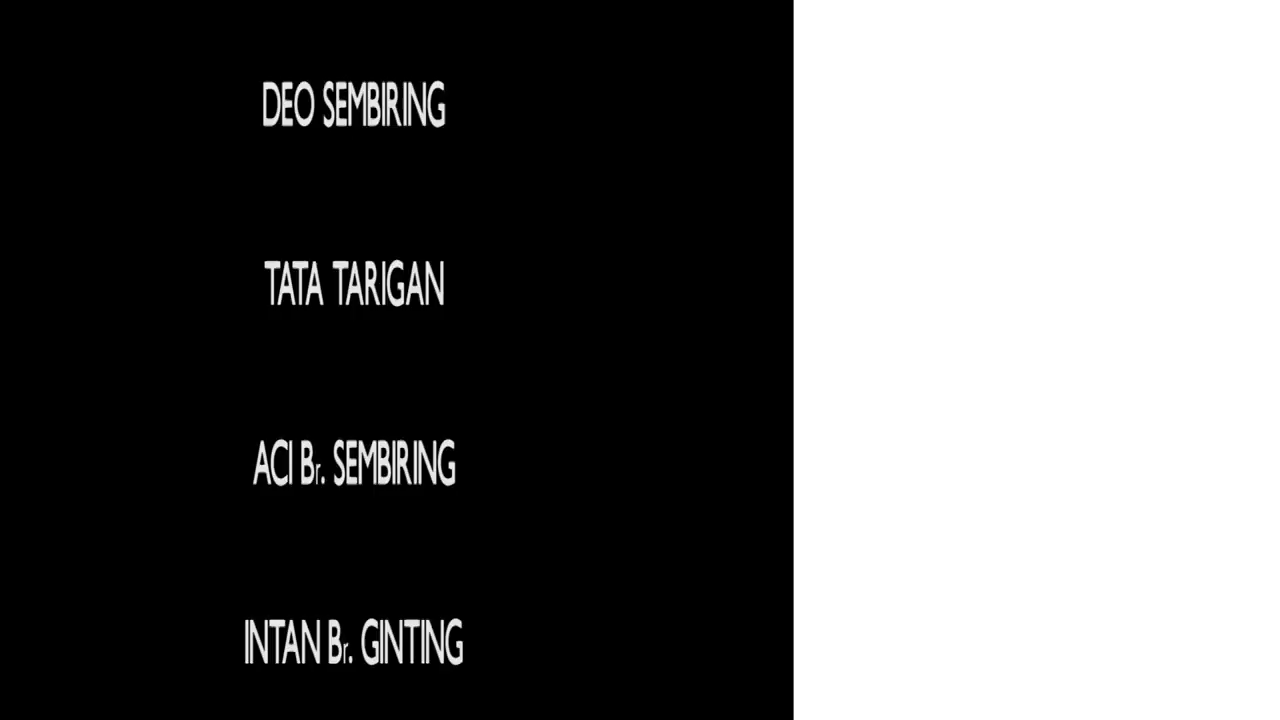 DEO SEMBIRING
TATA TARIGAN
ACI Br. SEMBIRING
INTAN Br. GINTING